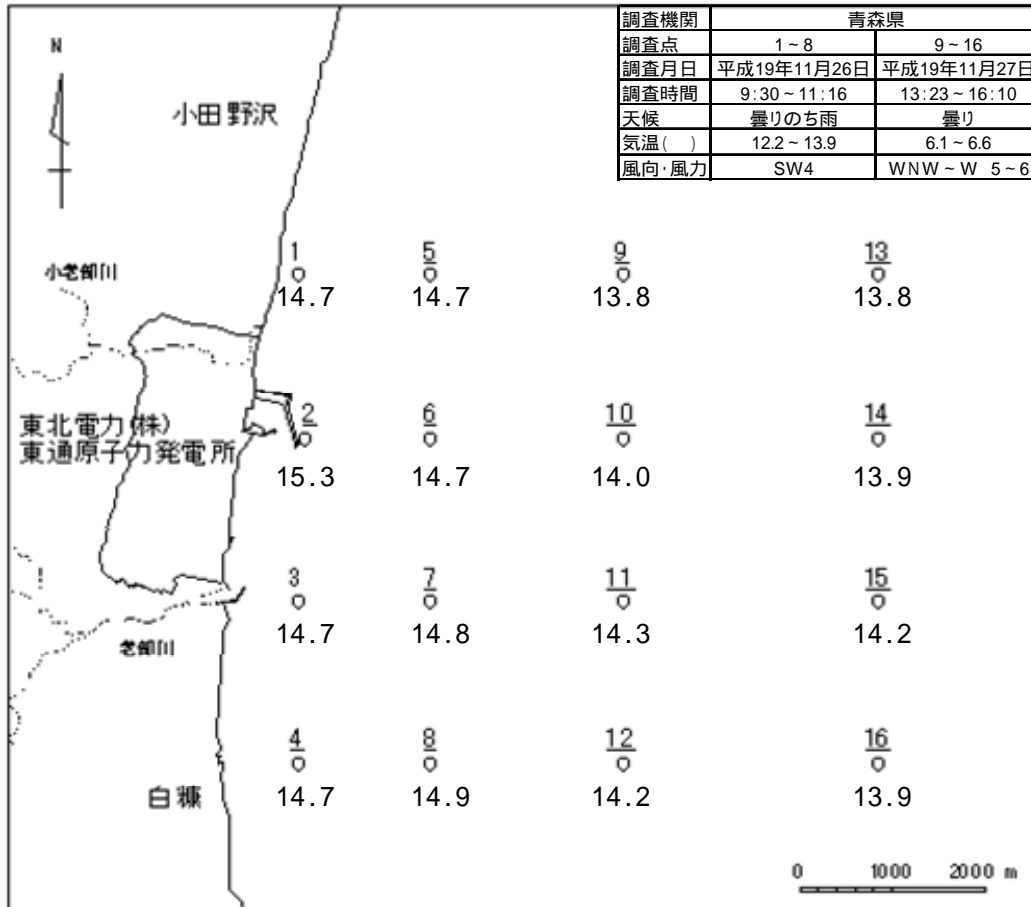 調査機関 青森県
調査点 1~8 9~16
調査月日 平成19年11月26日 平成19年11月27日
調査時間 9:30~11:16 13:23~16:10
天候 曇りのち雨 曇り
気温( ) 12.2~13.9 6.1~6.6
風向・風力 SW4 WNW~W 5~6
N
小田野沢
小老部川
1 5 9 13
14.7 14.7 13.8 13.8
東北電力(株)
東通原子力発電所
2 6 10 14
15.3 14.7 14.0 13.9
3 7 11 15
14.7 14.8 14.3 14.2
老部川
4 8 12 16
白糠
14.7 14.9 14.2 13.9
0 1000 2000 m